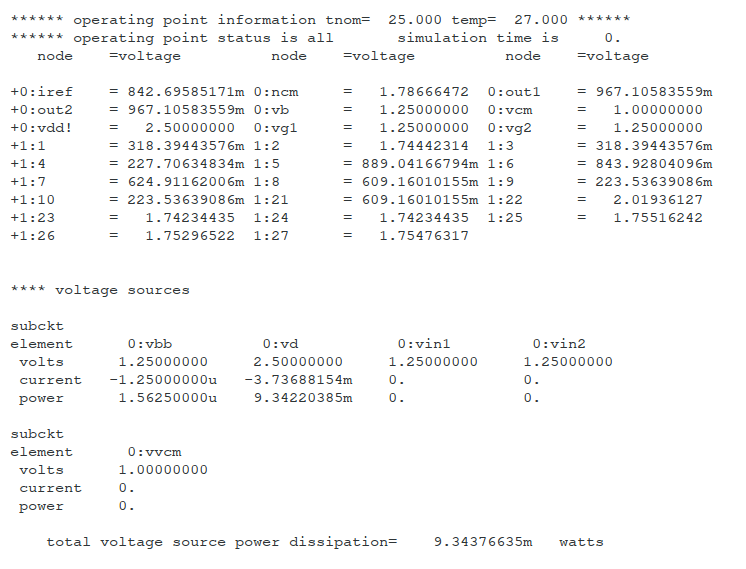 ****** operating point information tnom=  25.000 temp=  27.000 ******
****** operating point status is all       simulation time is     0.
   node    =voltage          node    =voltage          node    =voltage
+0:iref    = 842.69585171m 0:ncm     =   1.78666472  0:out1    = 967.10583559m
+0:out2    = 967.10583559m 0:vb      =   1.25000000  0:vcm     =   1.00000000
+0:vdd!    =   2.50000000  0:vg1     =   1.25000000  0:vg2     =   1.25000000
+1:1       = 318.39443576m 1:2       =   1.74442314  1:3       = 318.39443576m
+1:4       = 227.70634834m 1:5       = 889.04166794m 1:6       = 843.92804096m
+1:7       = 624.91162006m 1:8       = 609.16010155m 1:9       = 223.53639086m
+1:10      = 223.53639086m 1:21      = 609.16010155m 1:22      =   2.01936127
+1:23      =   1.74234435  1:24      =   1.74234435  1:25      =   1.75516242
+1:26      =   1.75296522  1:27      =   1.75476317
**** voltage sources
subckt
element      0:vbb          0:vd           0:vin1         0:vin2
 volts      1.25000000    2.50000000     1.25000000     1.25000000
 current   -1.25000000u   -3.73688154m    0.             0.
 power      1.56250000u    9.34220385m    0.             0.
subckt
element      0:vvcm
 volts      1.00000000
 current    0.
 power      0.
    total voltage source power dissipation=    9.34376635m   watts